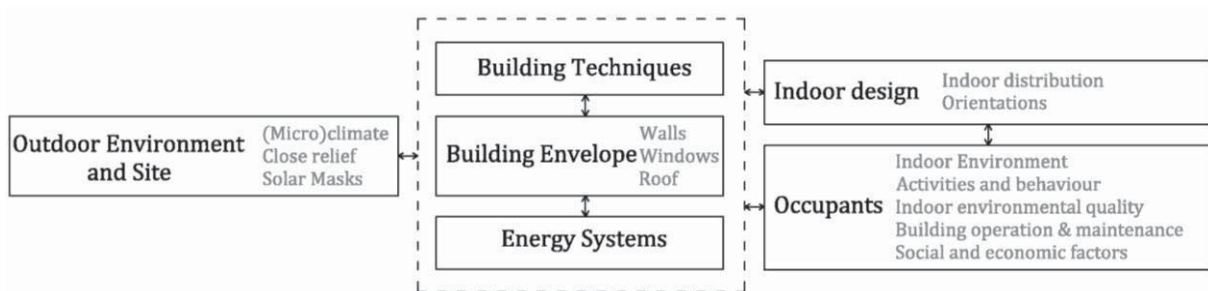 Outdoor Environment
and Site
(Micro)climate
Close relief
Solar Masks
Building Techniques
Building Envelope
Walls
Windows
Roof
Energy Systems
Indoor design
Indoor distribution
Orientations
Occupants
Indoor Environment
Activities and behaviour
Indoor environmental quality
Building operation & maintenance
Social and economic factors